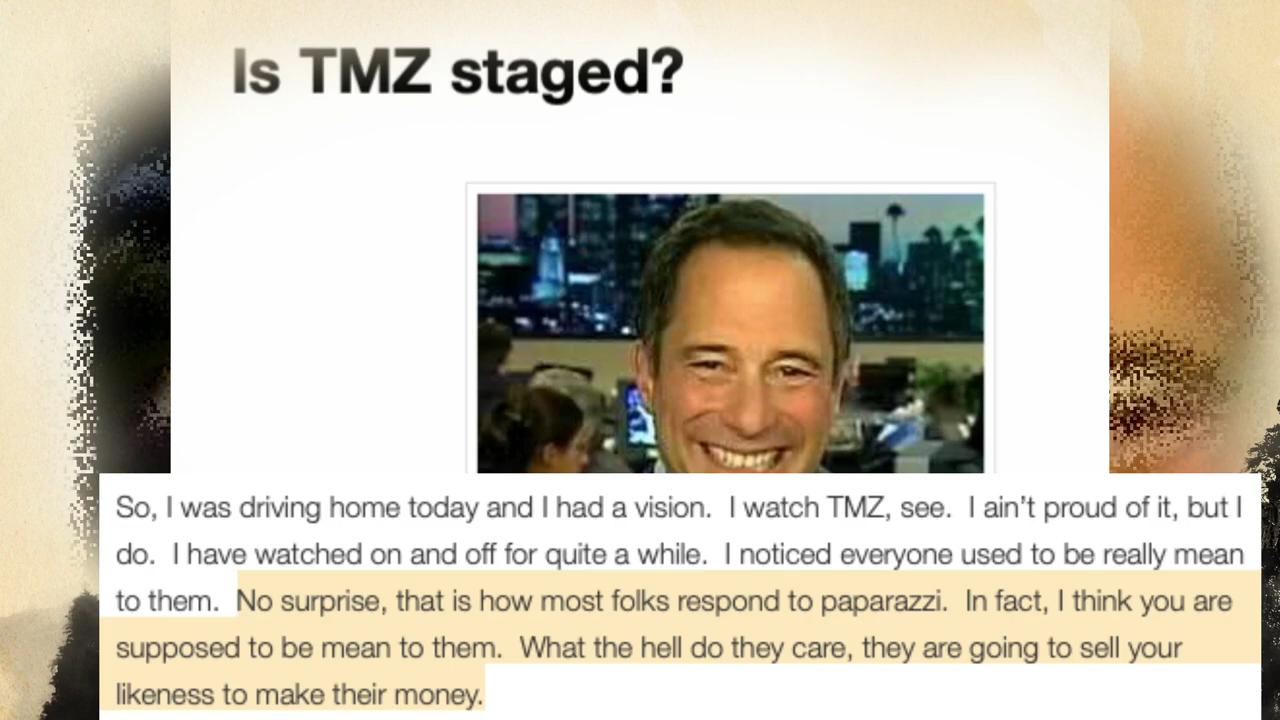 Is TMZ staged?
So, I was driving home today and I had a vision.  I watch TMZ, see.  I ain’t proud of it, but I
do.  I have watched on and off for quite a while.  I noticed everyone used to be really mean
to them.  No surprise, that is how most folks respond to paparazzi.  In fact, I think you are
supposed to be mean to them.  What the hell do they care, they are going to sell your
likeness to make their money.